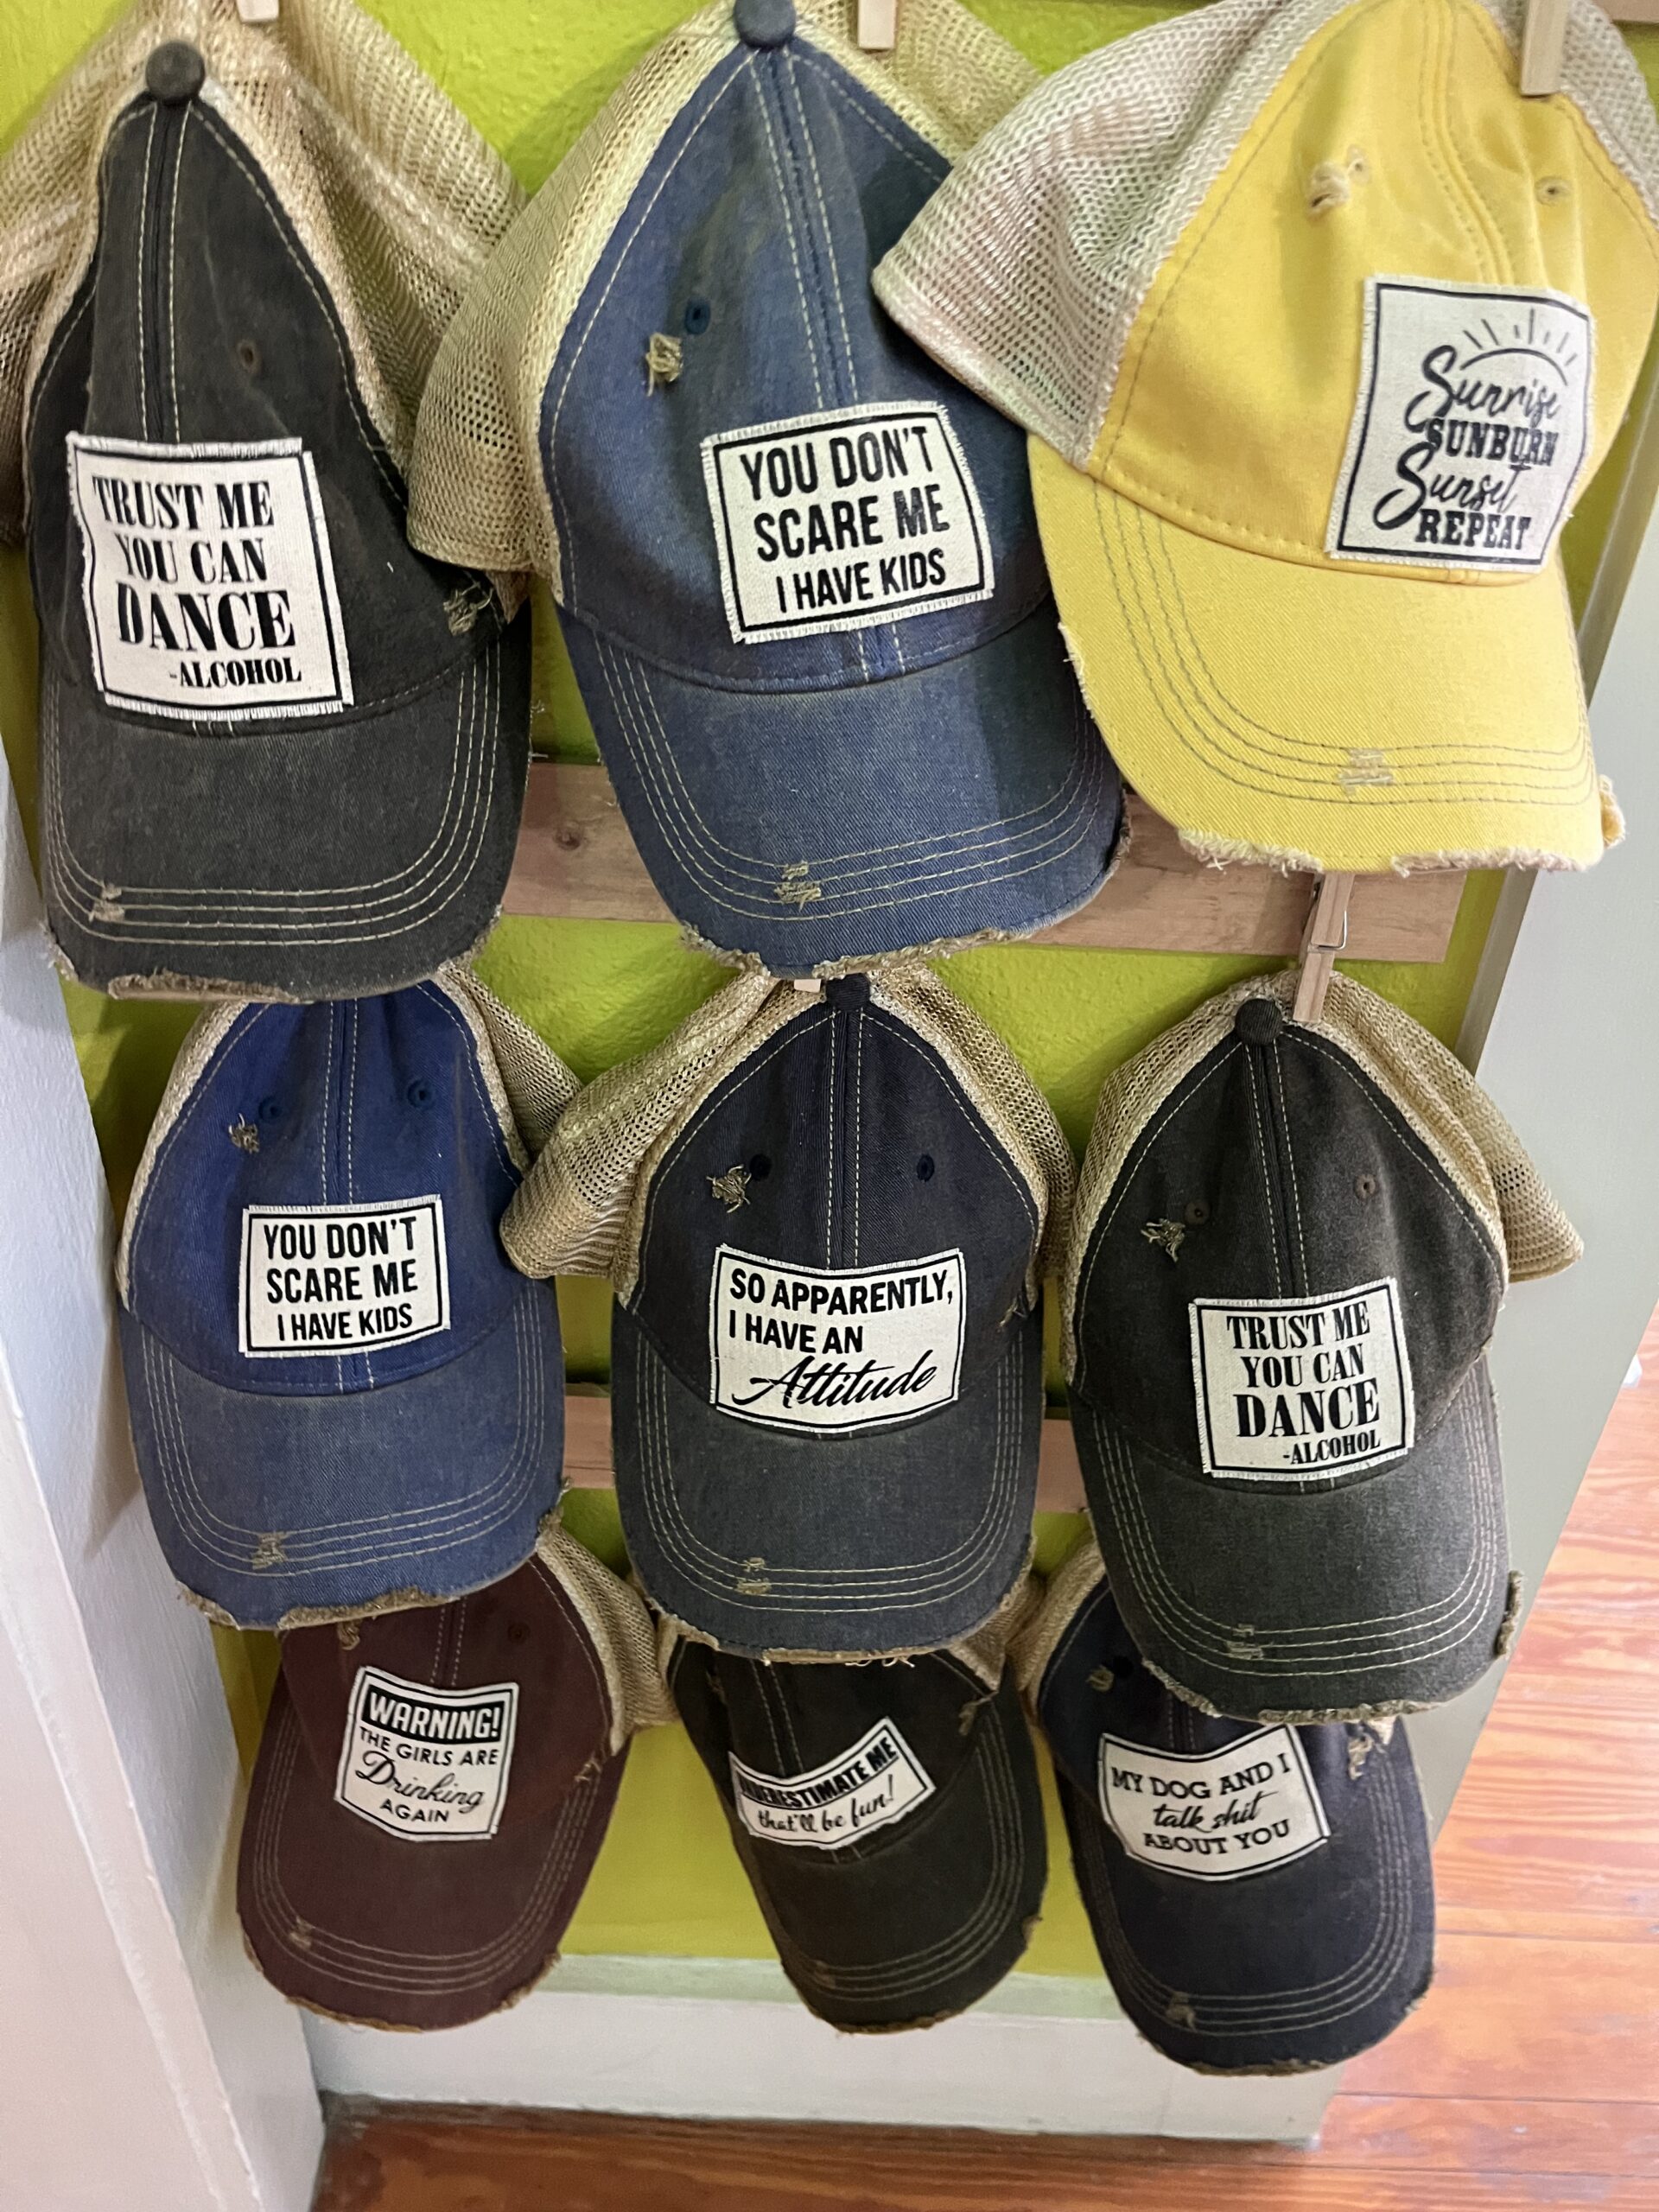 TRUST ME
YOU CAN
DANCE
-ALCOHOL
YOU DON'T
SCARE ME
I HAVE KIDS
Sunrise
SUNBURN
Sunset
REPEAT
YOU DON'T
SCARE ME
I HAVE KIDS
SO APPARENTLY,
I HAVE AN
Attitude
TRUST ME
YOU CAN
DANCE
-ALCOHOL
WARNING!
THE GIRLS ARE
Drinking
AGAIN
ME
that'll be fun!
MY DOG AND I
talk shit
ABOUT YOU